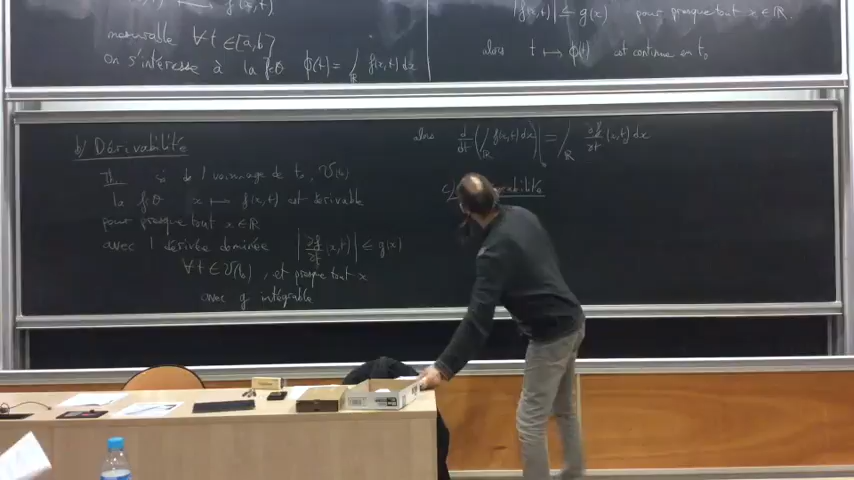 f(x,t)
mesurable ∀t ∈ [a,b]
On s'intéresse à la f° ϕ(t) = ∫_ℝ f(x,t) dx
|f(x,t)| ≤ g(x) pour presque tout x ∈ ℝ.
alors t ↦ ϕ(t) est continue en t₀
b) Dérivabilité
Th. si de l voisinage de t₀, V(t₀)
la f° x ↦ f(x,t) est dérivable
pour presque tout x ∈ ℝ
avec 1 dérivée dominée |∂f/∂t (x,t)| ≤ g(x)
∀t ∈ V(t₀), et presque tout x
avec g intégrable
alors d/dt (∫_ℝ f(x,t) dx)| = ∫_ℝ ∂f/∂t (x,t) dx
c) rabilité